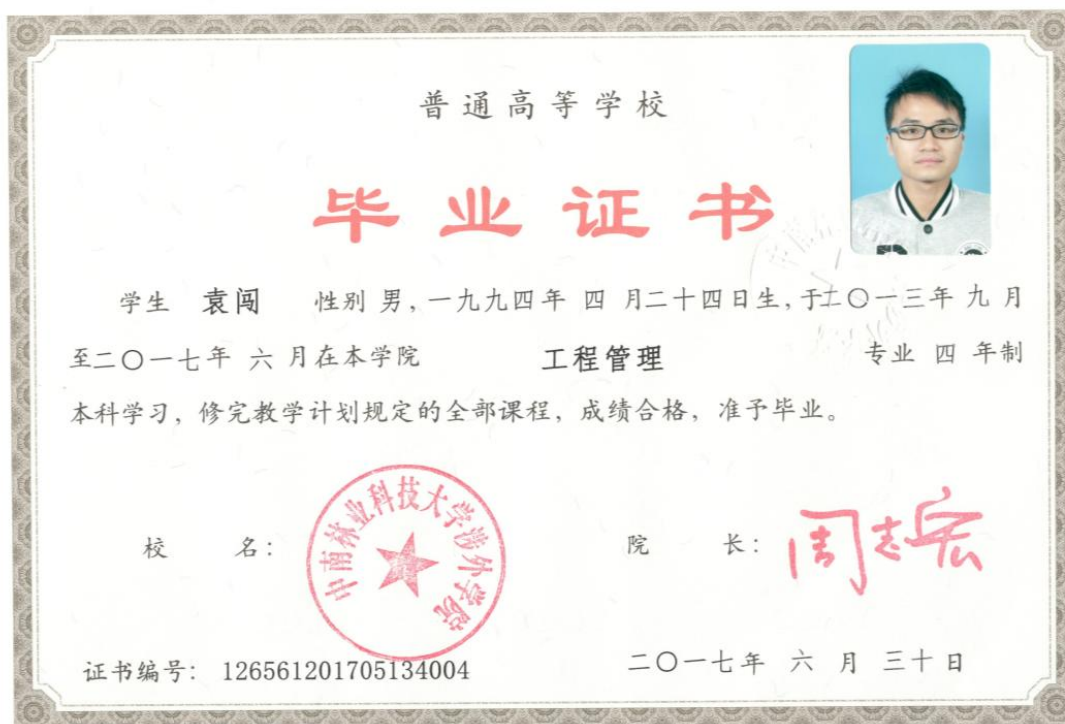 普通高等学校
毕业证书
学生 袁闯 性别 男，一九九四年 四 月二十四日生，于二〇一三年 九 月
至二〇一七年 六 月在本学院 工程管理 专业 四 年制
本科学习，修完教学计划规定的全部课程，成绩合格，准予毕业。
校 名：
中南林业科技大学涉外学院
院 长：
周志宏
证书编号： 126561201705134004
二〇一七年 六 月 三十日